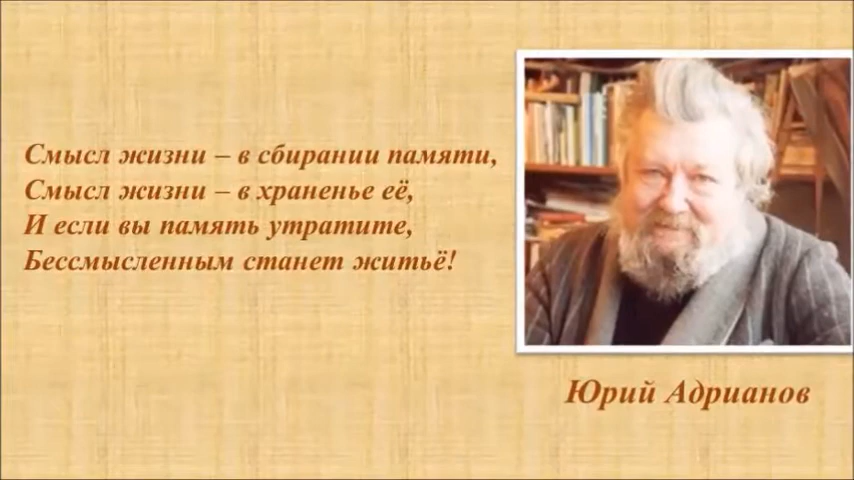 Смысл жизни – в сбирании памяти,
Смысл жизни – в храненье её,
И если вы память утратите,
Бессмысленным станет житьё!
Юрий Адрианов